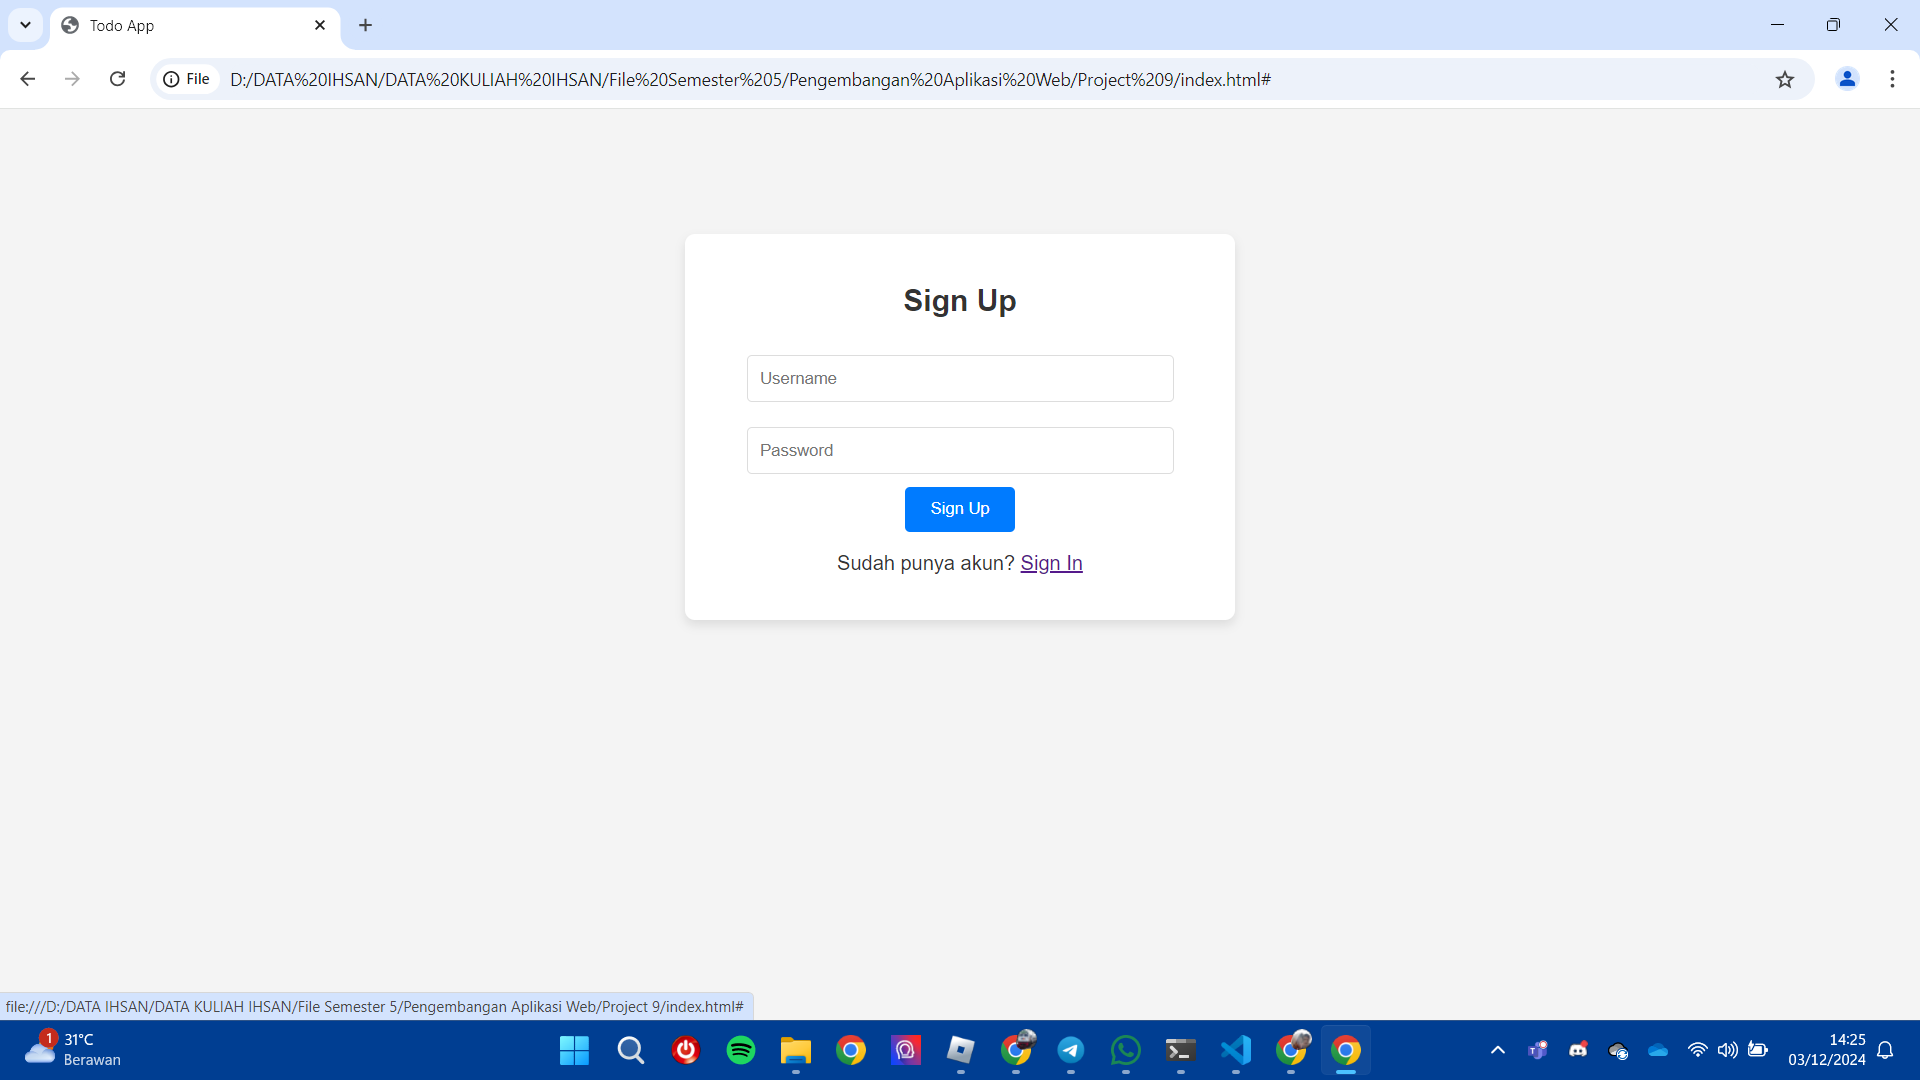 Todo App
File
D:/DATA%20IHSAN/DATA%20KULIAH%20IHSAN/File%20Semester%205/Pengembangan%20Aplikasi%20Web/Project%209/index.html#
Sign Up
Username
Password
Sign Up
Sudah punya akun? Sign In
file:///D:/DATA IHSAN/DATA KULIAH IHSAN/File Semester 5/Pengembangan Aplikasi Web/Project 9/index.html#
1
31°C
Berawan
14:25
03/12/2024